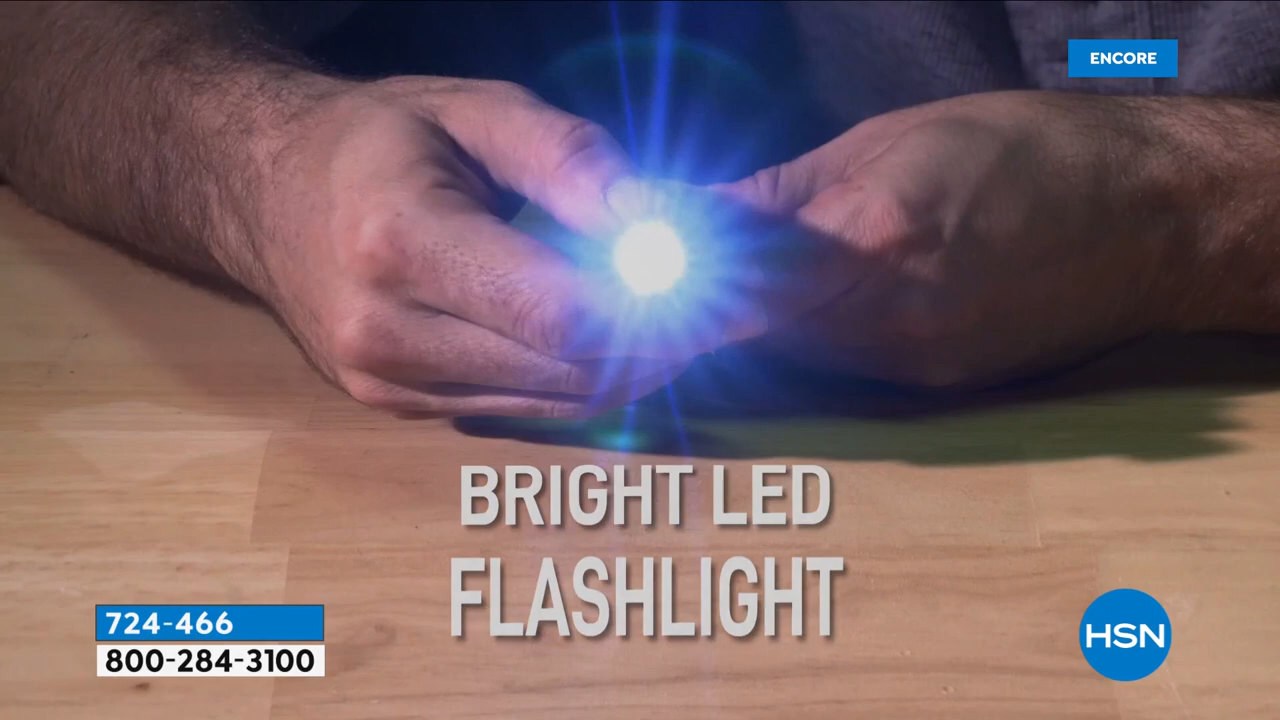 ENCORE
BRIGHT LED
FLASHLIGHT
724-466
800-284-3100
HSN